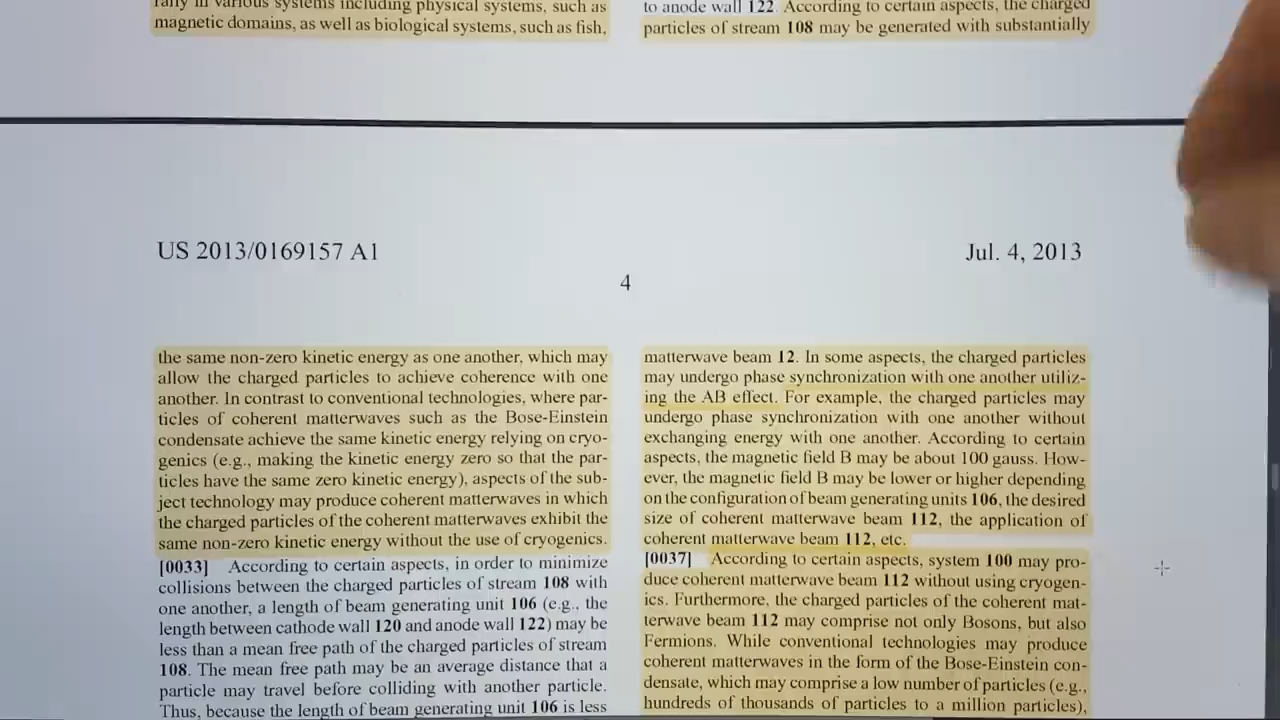 rally in various systems including physical systems, such as
magnetic domains, as well as biological systems, such as fish,
to anode wall 122. According to certain aspects, the charged
particles of stream 108 may be generated with substantially
US 2013/0169157 A1
Jul. 4, 2013
4
the same non-zero kinetic energy as one another, which may
allow the charged particles to achieve coherence with one
another. In contrast to conventional technologies, where par-
ticles of coherent matterwaves such as the Bose-Einstein
condensate achieve the same kinetic energy relying on cryo-
genics (e.g., making the kinetic energy zero so that the par-
ticles have the same zero kinetic energy), aspects of the sub-
ject technology may produce coherent matterwaves in which
the charged particles of the coherent matterwaves exhibit the
same non-zero kinetic energy without the use of cryogenics.
[0033] According to certain aspects, in order to minimize
collisions between the charged particles of stream 108 with
one another, a length of beam generating unit 106 (e.g., the
length between cathode wall 120 and anode wall 122) may be
less than a mean free path of the charged particles of stream
108. The mean free path may be an average distance that a
particle may travel before colliding with another particle.
Thus, because the length of beam generating unit 106 is less
matterwave beam 12. In some aspects, the charged particles
may undergo phase synchronization with one another utiliz-
ing the AB effect. For example, the charged particles may
undergo phase synchronization with one another without
exchanging energy with one another. According to certain
aspects, the magnetic field B may be about 100 gauss. How-
ever, the magnetic field B may be lower or higher depending
on the configuration of beam generating units 106, the desired
size of coherent matterwave beam 112, the application of
coherent matterwave beam 112, etc.
[0037] According to certain aspects, system 100 may pro-
duce coherent matterwave beam 112 without using cryogen-
ics. Furthermore, the charged particles of the coherent mat-
terwave beam 112 may comprise not only Bosons, but also
Fermions. While conventional technologies may produce
coherent matterwaves in the form of the Bose-Einstein con-
densate, which may comprise a low number of particles (e.g.,
hundreds of thousands of particles to a million particles),